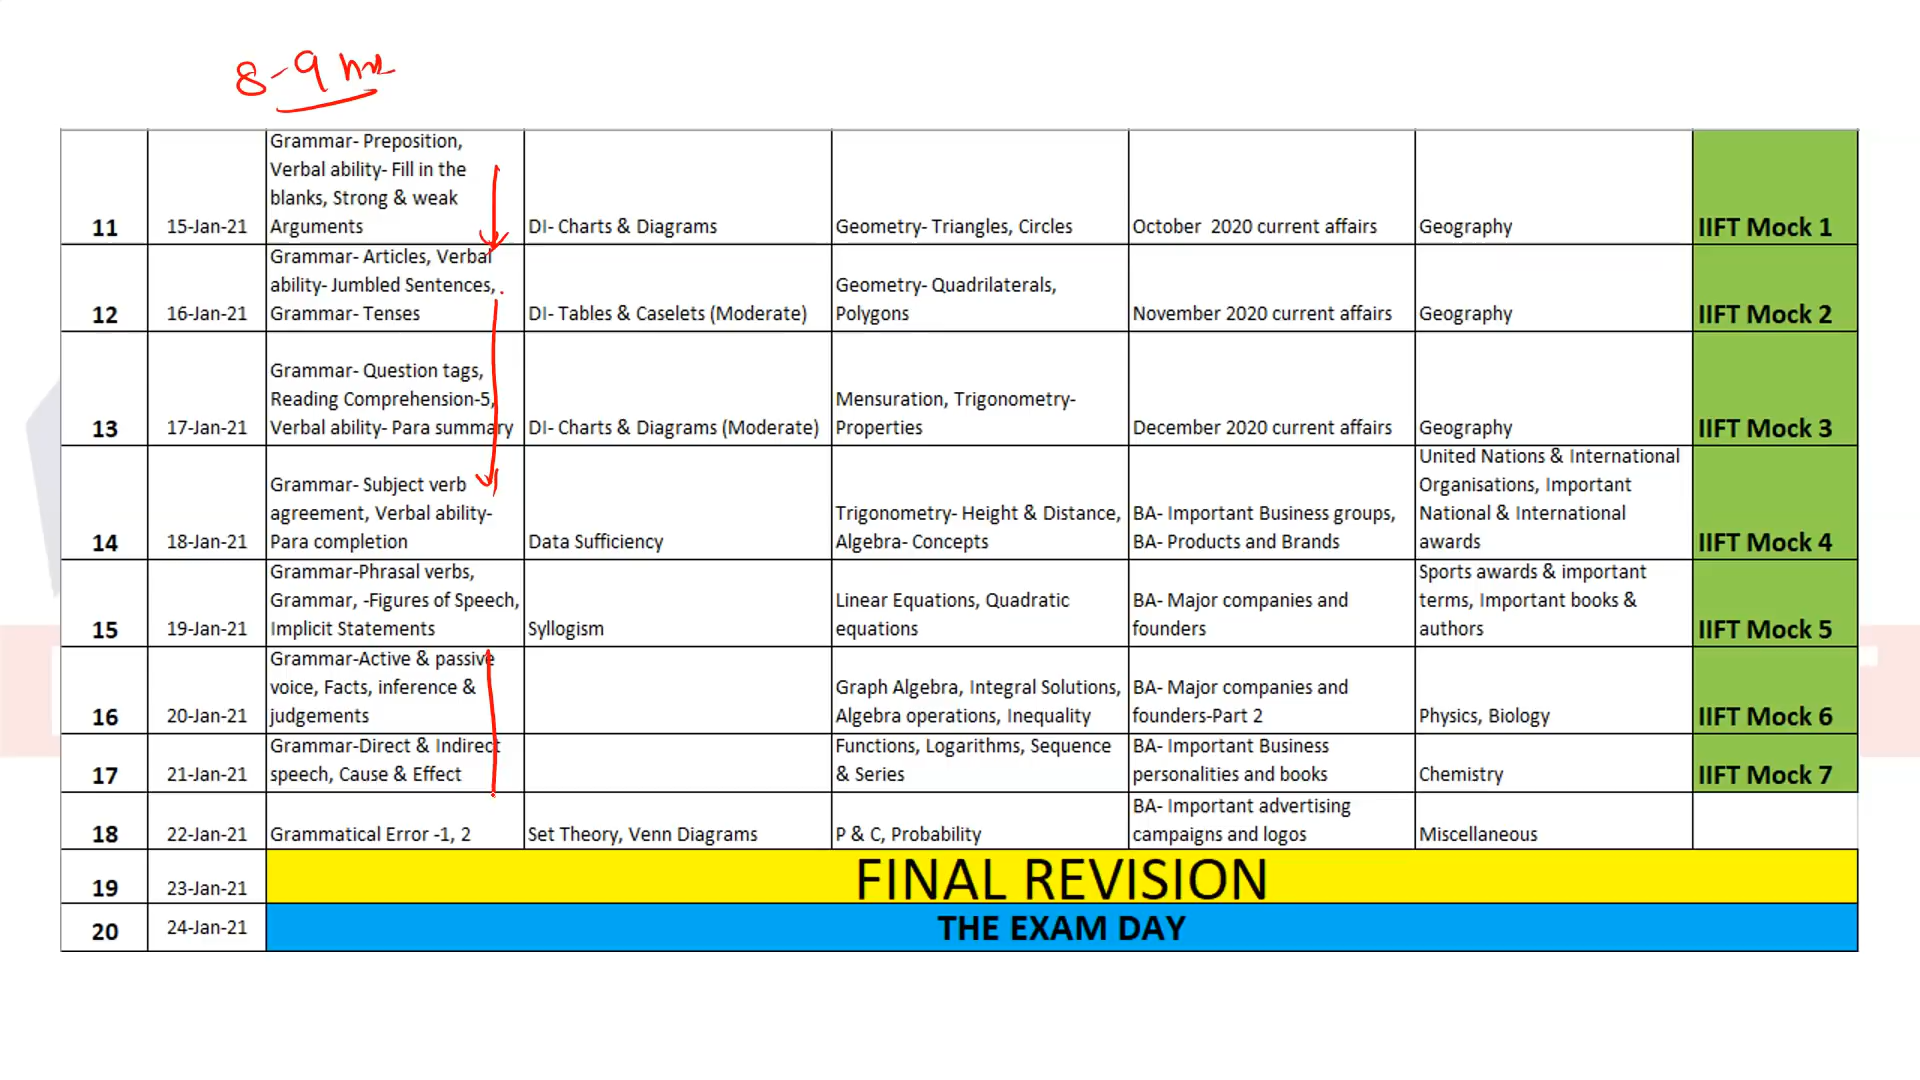 8-9 hrs
Grammar- Preposition,
Verbal ability- Fill in the
blanks, Strong & weak
11 15-Jan-21 Arguments DI- Charts & Diagrams Geometry- Triangles, Circles October 2020 current affairs Geography IIFT Mock 1
Grammar- Articles, Verbal
ability- Jumbled Sentences, Geometry- Quadrilaterals,
12 16-Jan-21 Grammar- Tenses DI- Tables & Caselets (Moderate) Polygons November 2020 current affairs Geography IIFT Mock 2
Grammar- Question tags,
Reading Comprehension-5, Mensuration, Trigonometry-
13 17-Jan-21 Verbal ability- Para summary DI- Charts & Diagrams (Moderate) Properties December 2020 current affairs Geography IIFT Mock 3
United Nations & International
Grammar- Subject verb Organisations, Important
agreement, Verbal ability- Trigonometry- Height & Distance, BA- Important Business groups, National & International
14 18-Jan-21 Para completion Data Sufficiency Algebra- Concepts BA- Products and Brands awards IIFT Mock 4
Grammar-Phrasal verbs, Sports awards & important
Grammar, -Figures of Speech, Linear Equations, Quadratic BA- Major companies and terms, Important books &
15 19-Jan-21 Implicit Statements Syllogism equations founders authors IIFT Mock 5
Grammar-Active & passive
voice, Facts, inference & Graph Algebra, Integral Solutions, BA- Major companies and
16 20-Jan-21 judgements Algebra operations, Inequality founders-Part 2 Physics, Biology IIFT Mock 6
Grammar-Direct & Indirect Functions, Logarithms, Sequence BA- Important Business
17 21-Jan-21 speech, Cause & Effect & Series personalities and books Chemistry IIFT Mock 7
BA- Important advertising
18 22-Jan-21 Grammatical Error -1, 2 Set Theory, Venn Diagrams P & C, Probability campaigns and logos Miscellaneous
19 23-Jan-21 FINAL REVISION
20 24-Jan-21 THE EXAM DAY